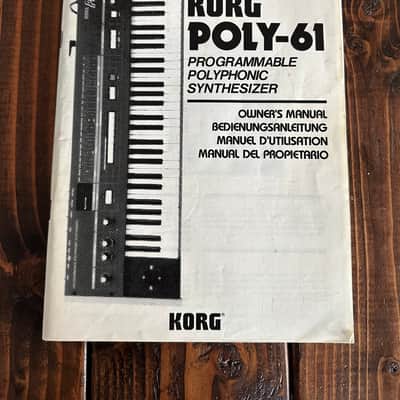 KORG
POLY-61
PROGRAMMABLE
POLYPHONIC
SYNTHESIZER
OWNER'S MANUAL
BEDIENUNGSANLEITUNG
MANUEL D'UTILISATION
MANUAL DEL PROPIETARIO
KORG